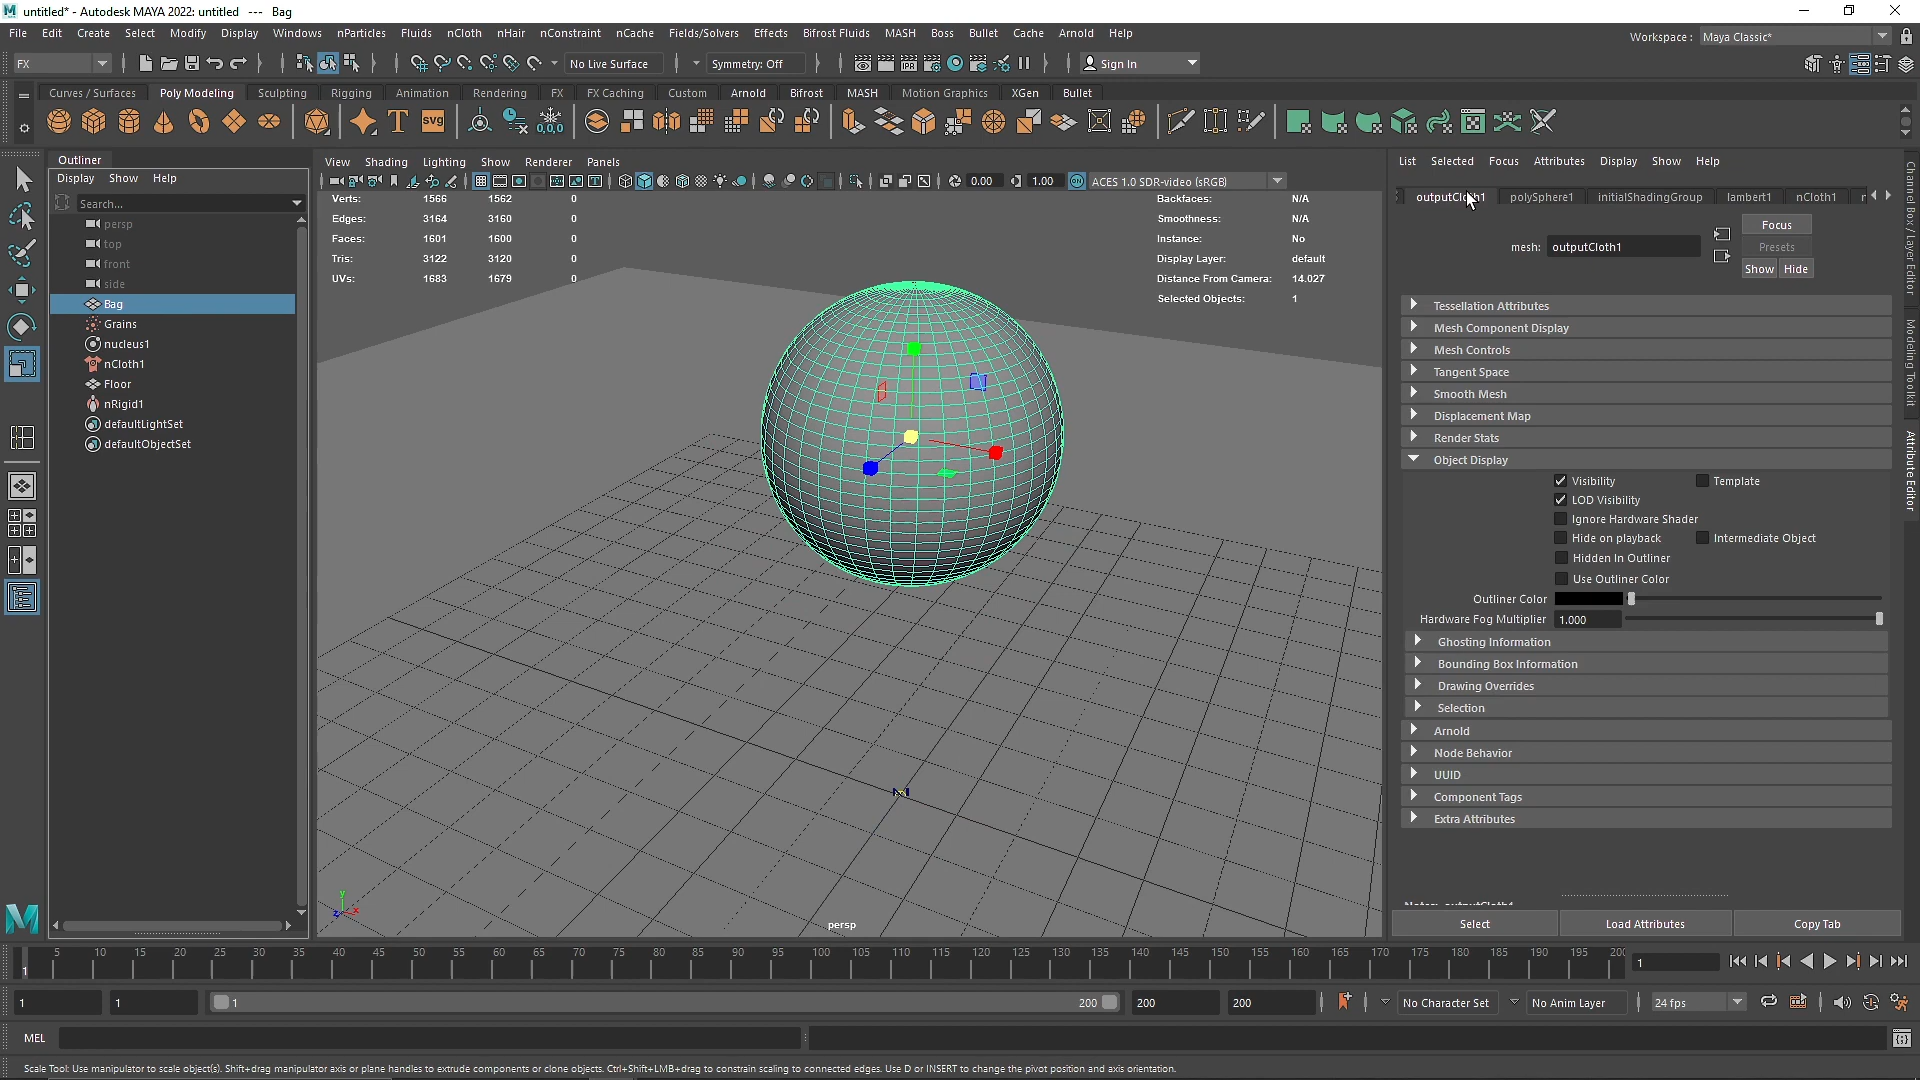 untitled* - Autodesk MAYA 2022: untitled --- Bag
File Edit Create Select Modify Display Windows nParticles Fluids nCloth nHair nConstraint nCache Fields/Solvers Effects Bifrost Fluids MASH Boss Bullet Cache Arnold Help
Workspace : Maya Classic*
FX No Live Surface Symmetry: Off Sign In
Curves / Surfaces Poly Modeling Sculpting Rigging Animation Rendering FX FX Caching Custom Arnold Bifrost MASH Motion Graphics XGen Bullet
T SVG 0,0,0
Outliner
Display Show Help
Search...
persp
top
front
side
Bag
Grains
nucleus1
nCloth1
Floor
nRigid1
defaultLightSet
defaultObjectSet
View Shading Lighting Show Renderer Panels
0.00 1.00 ON ACES 1.0 SDR-video (sRGB)
Verts: 1566 1562 0
Edges: 3164 3160 0
Faces: 1601 1600 0
Tris: 3122 3120 0
UVs: 1683 1679 0
Backfaces: N/A
Smoothness: N/A
Instance: No
Display Layer: default
Distance From Camera: 14.027
Selected Objects: 1
y
z x
persp
List Selected Focus Attributes Display Show Help
outputCloth1 polySphere1 initialShadingGroup lambert1 nCloth1
mesh: outputCloth1
Focus
Presets
Show Hide
Tessellation Attributes
Mesh Component Display
Mesh Controls
Tangent Space
Smooth Mesh
Displacement Map
Render Stats
Object Display
Visibility Template
LOD Visibility
Ignore Hardware Shader
Hide on playback Intermediate Object
Hidden In Outliner
Use Outliner Color
Outliner Color
Hardware Fog Multiplier 1.000
Ghosting Information
Bounding Box Information
Drawing Overrides
Selection
Arnold
Node Behavior
UUID
Component Tags
Extra Attributes
Notes: outputCloth1
Select Load Attributes Copy Tab
Channel Box / Layer Editor
Modeling Toolkit
Attribute Editor
5 10 15 20 25 30 35 40 45 50 55 60 65 70 75 80 85 90 95 100 105 110 115 120 125 130 135 140 145 150 155 160 165 170 175 180 185 190 195 200
1 1
1 1 1 200 200 200 No Character Set No Anim Layer 24 fps
MEL
Scale Tool: Use manipulator to scale object(s). Shift+drag manipulator axis or plane handles to extrude components or clone objects. Ctrl+Shift+LMB+drag to constrain scaling to connected edges. Use D or INSERT to change the pivot position and axis orientation.